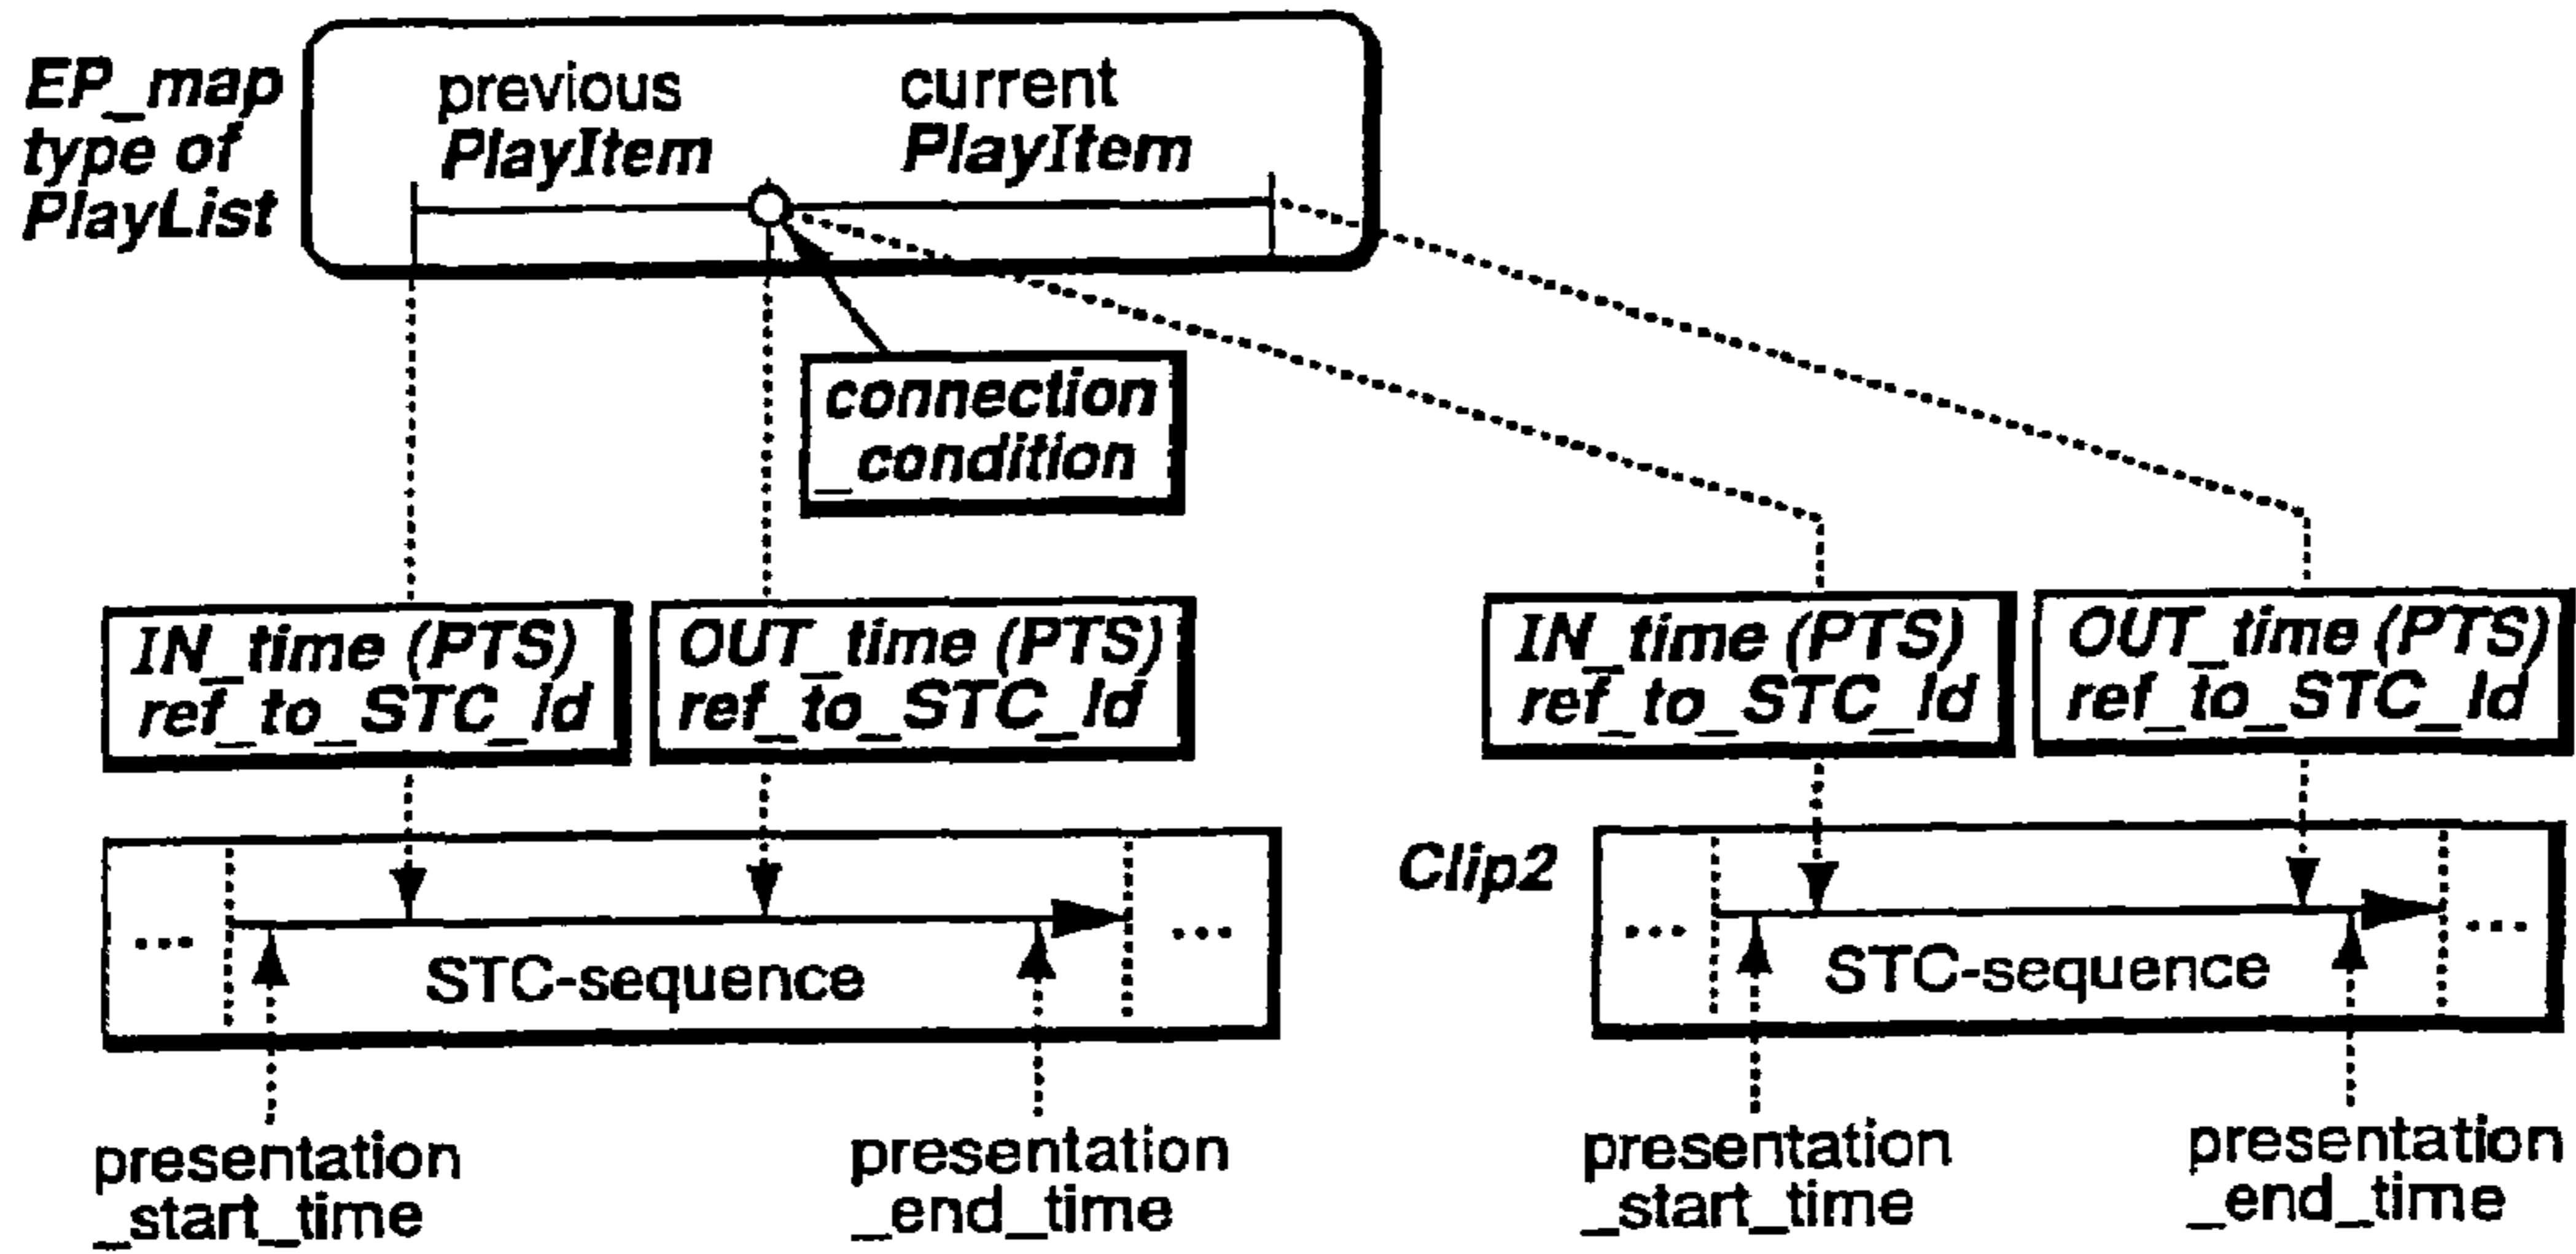 EP_map
type of
PlayList
previous
PlayItem
current
PlayItem
connection
_condition
IN_time (PTS)
ref_to_STC_id
OUT_time (PTS)
ref_to_STC_id
IN_time (PTS)
ref_to_STC_id
OUT_time (PTS)
ref_to_STC_id
...
STC-sequence
...
Clip2
...
STC-sequence
...
presentation
_start_time
presentation
_end_time
presentation
_start_time
presentation
_end_time